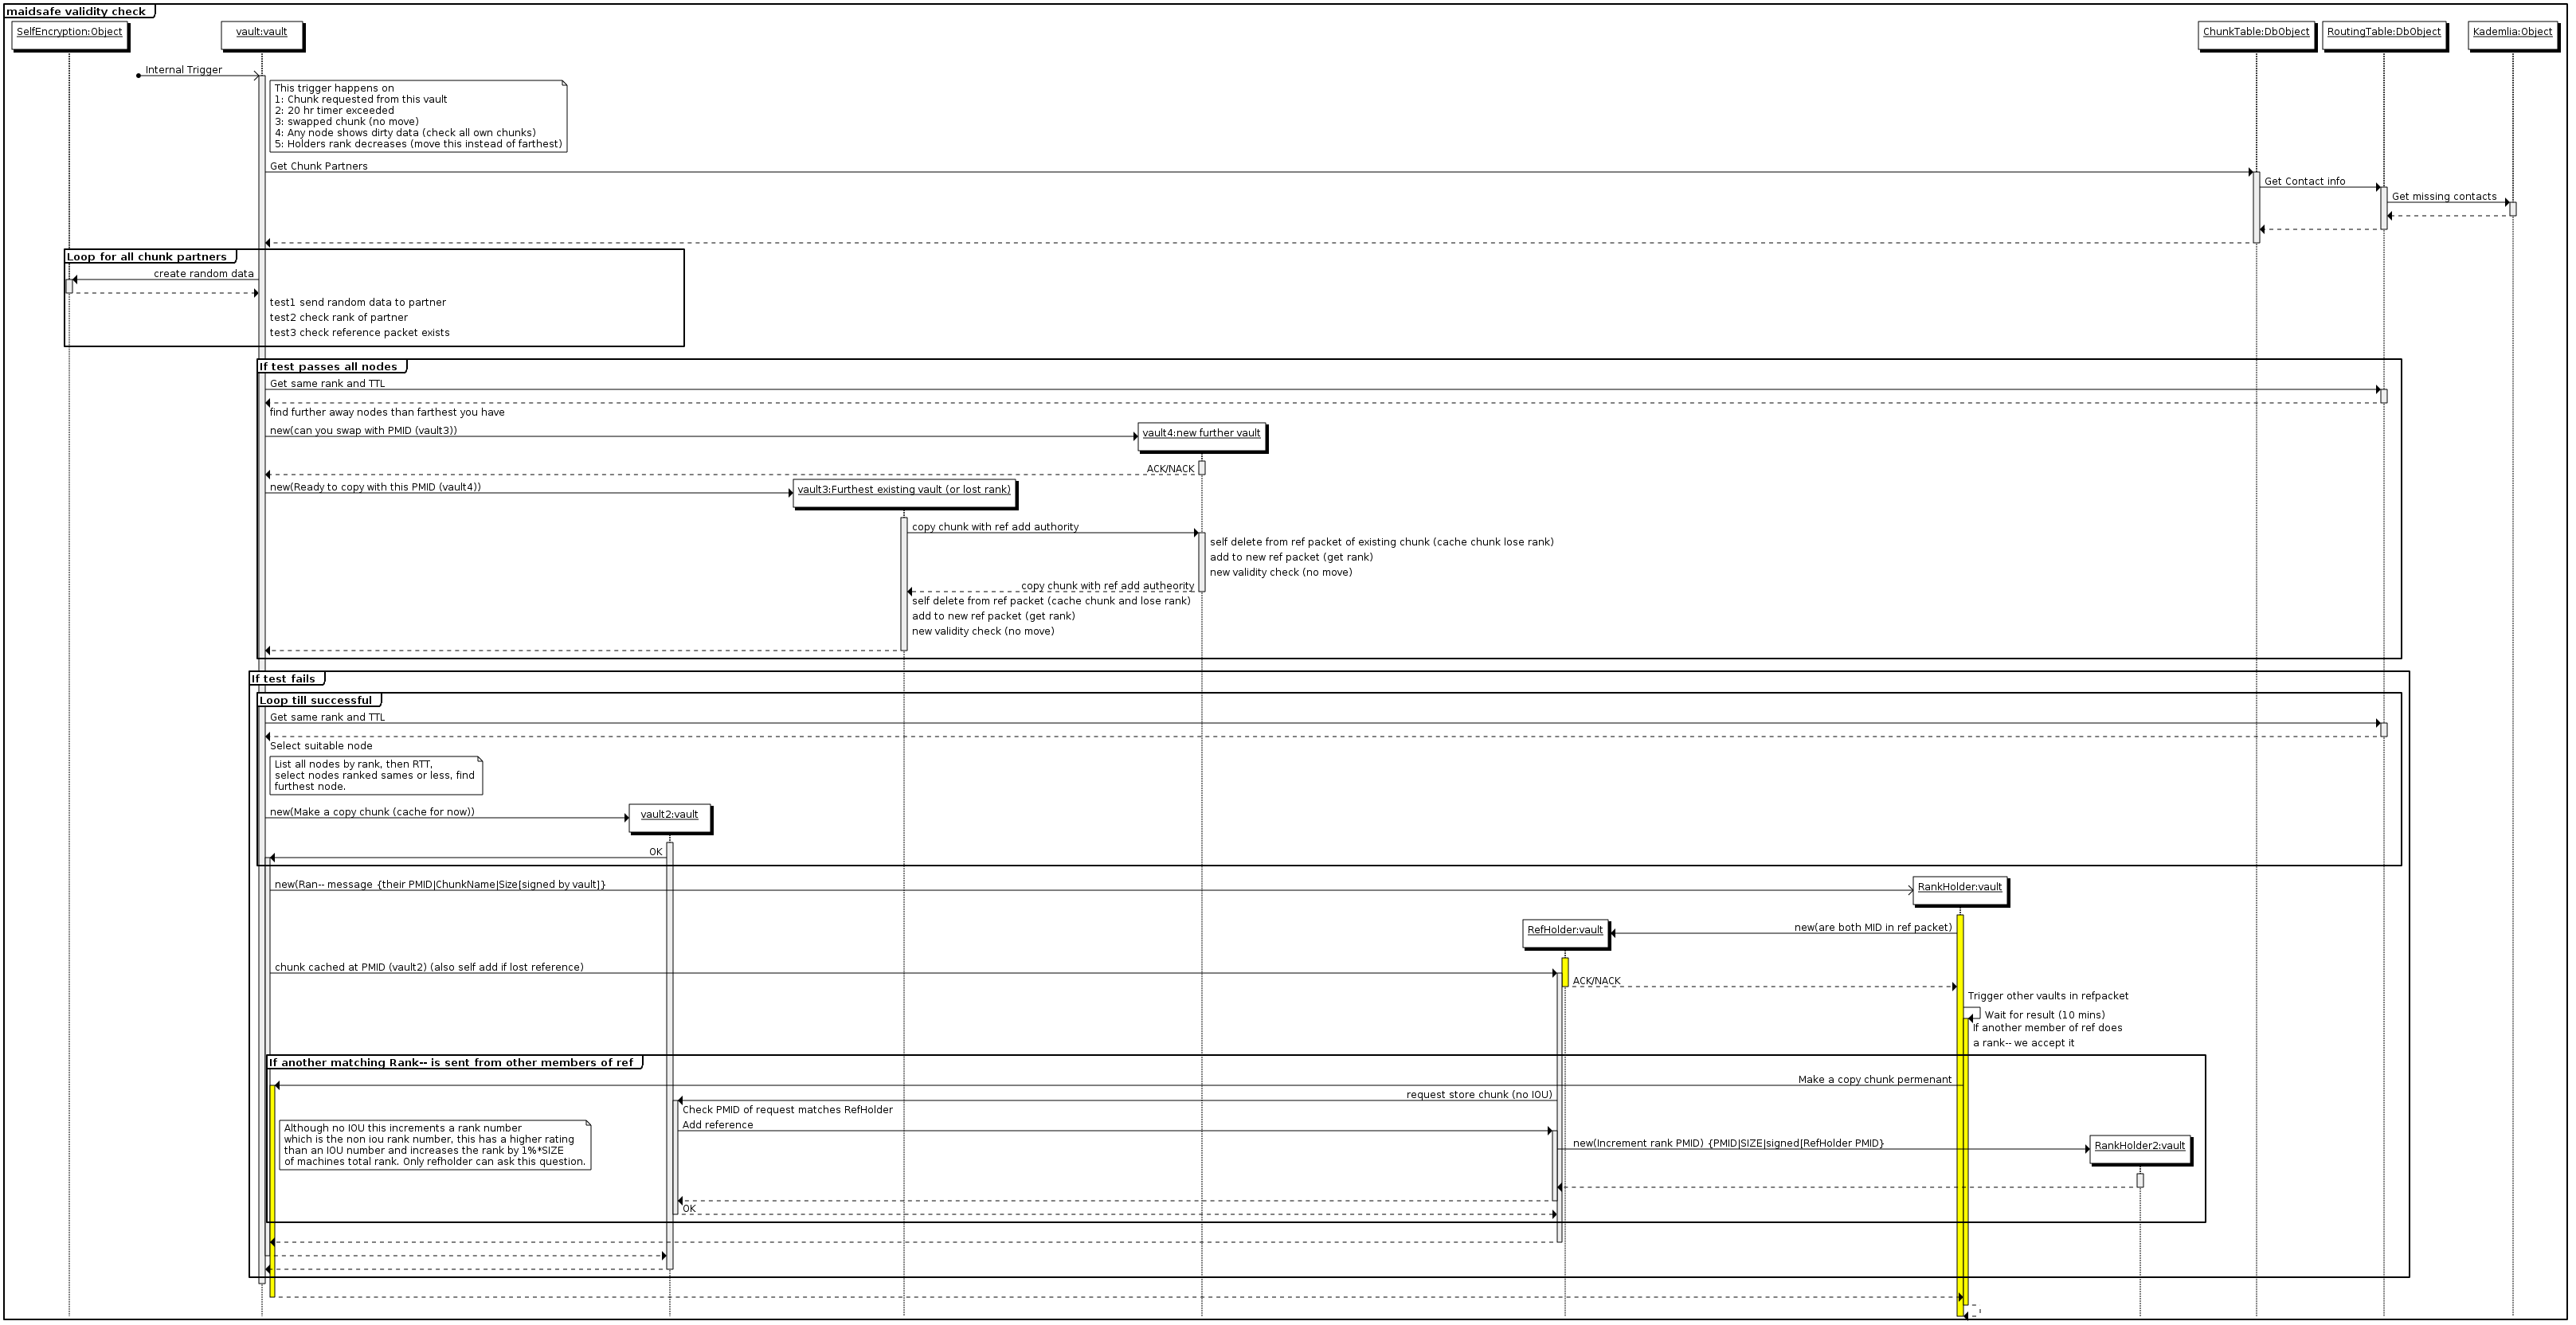 maidsafe validity check
SelfEncryption:Object
vault:vault
ChunkTable:DbObject
RoutingTable:DbObject
Kademlia:Object
Internal Trigger
This trigger happens on
1: Chunk requested from this vault
2: 20 hr timer exceeded
3: swapped chunk (no move)
4: Any node shows dirty data (check all own chunks)
5: Holders rank decreases (move this instead of farthest)
Get Chunk Partners
Get Contact info
Get missing contacts
Loop for all chunk partners
create random data
test1 send random data to partner
test2 check rank of partner
test3 check reference packet exists
If test passes all nodes
Get same rank and TTL
find further away nodes than farthest you have
new(can you swap with PMID (vault3))
vault4:new further vault
ACK/NACK
new(Ready to copy with this PMID (vault4))
vault3:Furthest existing vault (or lost rank)
copy chunk with ref add authority
self delete from ref packet of existing chunk (cache chunk lose rank)
add to new ref packet (get rank)
new validity check (no move)
copy chunk with ref add autheority
self delete from ref packet (cache chunk and lose rank)
add to new ref packet (get rank)
new validity check (no move)
If test fails
Loop till successful
Get same rank and TTL
Select suitable node
List all nodes by rank, then RTT,
select nodes ranked sames or less, find
furthest node.
new(Make a copy chunk (cache for now))
vault2:vault
OK
new(Ran-- message {their PMID|ChunkName|Size[signed by vault]}
RankHolder:vault
RefHolder:vault
new(are both MID in ref packet)
chunk cached at PMID (vault2) (also self add if lost reference)
ACK/NACK
Trigger other vaults in refpacket
Wait for result (10 mins)
If another member of ref does
a rank-- we accept it
If another matching Rank-- is sent from other members of ref
Make a copy chunk permenant
request store chunk (no IOU)
Check PMID of request matches RefHolder
Although no IOU this increments a rank number
which is the non iou rank number, this has a higher rating
than an IOU number and increases the rank by 1%*SIZE
of machines total rank. Only refholder can ask this question.
Add reference
new(Increment rank PMID) {PMID|SIZE|signed[RefHolder PMID}
RankHolder2:vault
OK